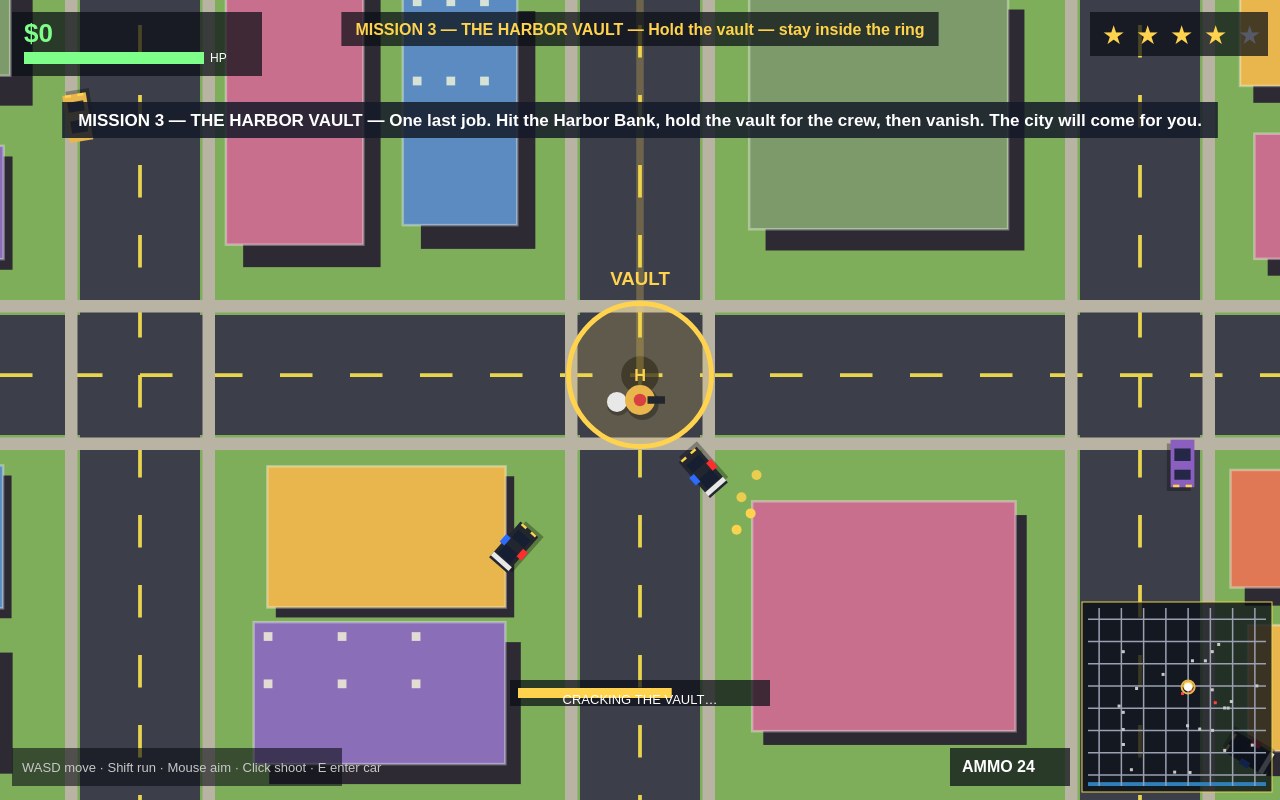 $0
HP
MISSION 3 — THE HARBOR VAULT — Hold the vault — stay inside the ring
MISSION 3 — THE HARBOR VAULT — One last job. Hit the Harbor Bank, hold the vault for the crew, then vanish. The city will come for you.
VAULT
H
CRACKING THE VAULT…
WASD move · Shift run · Mouse aim · Click shoot · E enter car
AMMO 24